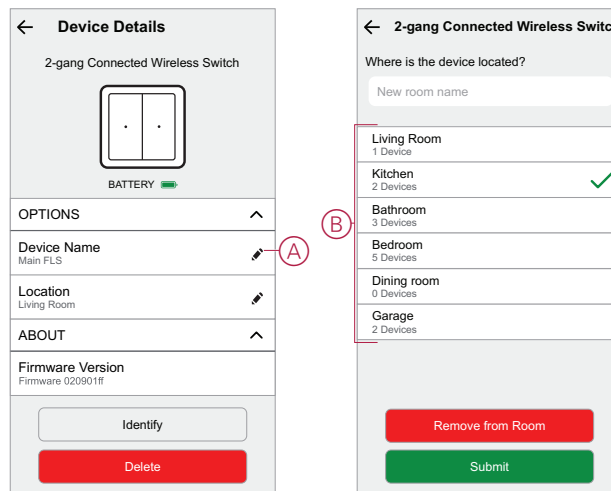 Device Details
2-gang Connected Wireless Switch
BATTERY
OPTIONS
Device Name
Main FLS
A
Location
Living Room
ABOUT
Firmware Version
Firmware 020901ff
Identify
Delete
2-gang Connected Wireless Switc
Where is the device located?
New room name
B
Living Room
1 Device
Kitchen
2 Devices
Bathroom
3 Devices
Bedroom
5 Devices
Dining room
0 Devices
Garage
2 Devices
Remove from Room
Submit